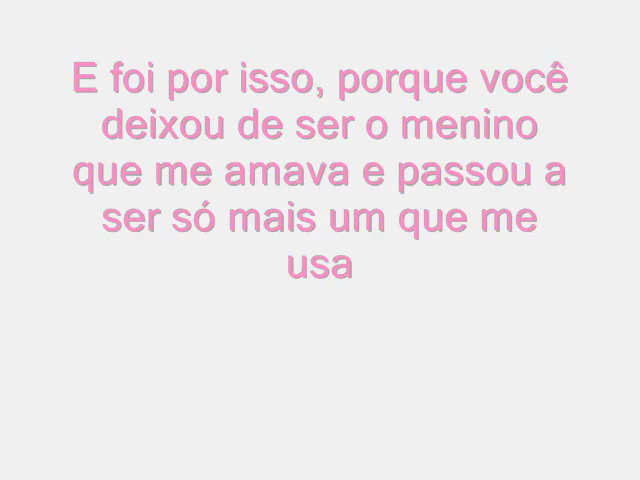 E foi por isso, porque você
deixou de ser o menino
que me amava e passou a
ser só mais um que me
usa